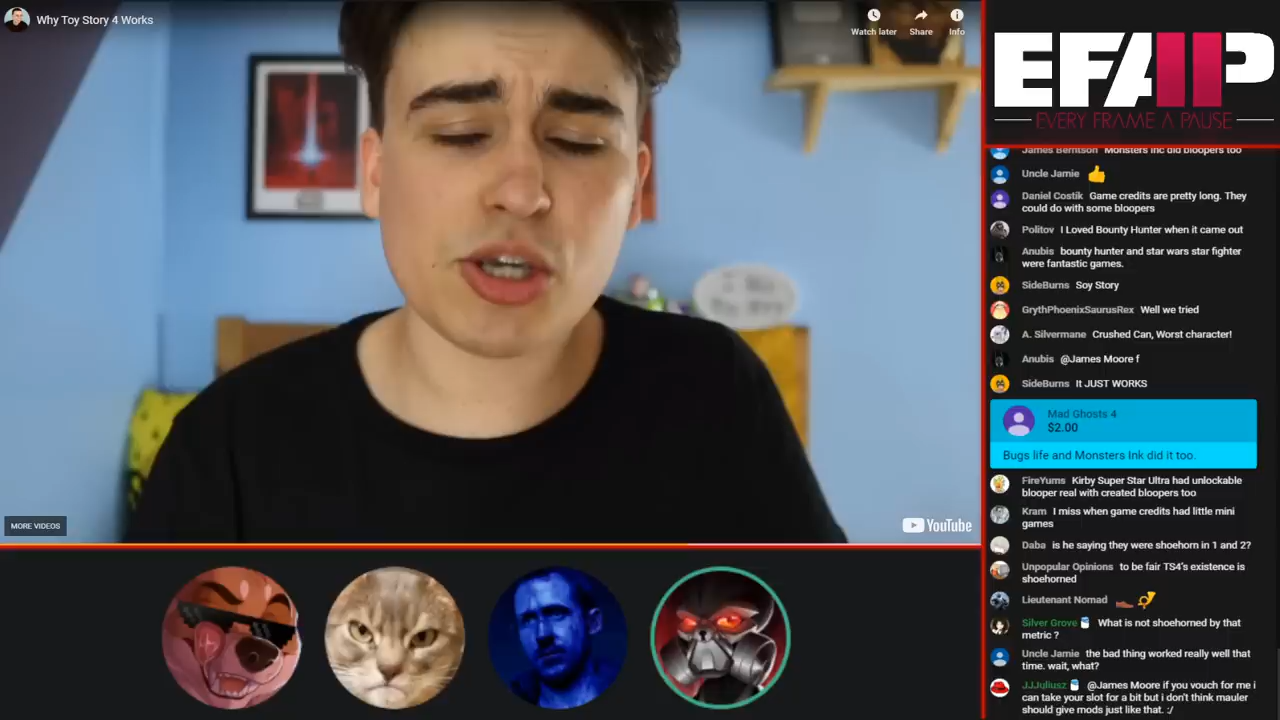 Why Toy Story 4 Works
Watch later
Share
Info
MORE VIDEOS
YouTube
EFAP
EVERY FRAME A PAUSE
James Berntson Monsters Inc did bloopers too
Uncle Jamie
Daniel Costik Game credits are pretty long. They
could do with some bloopers
Politov I Loved Bounty Hunter when it came out
Anubis bounty hunter and star wars star fighter
were fantastic games.
SideBurns Soy Story
GrythPhoenixSaurusRex Well we tried
A. Silvermane Crushed Can, Worst character!
Anubis @James Moore f
SideBurns It JUST WORKS
Mad Ghosts 4
$2.00
Bugs life and Monsters Ink did it too.
FireYums Kirby Super Star Ultra had unlockable
blooper real with created bloopers too
Kram I miss when game credits had little mini
games
Daba is he saying they were shoehorn in 1 and 2?
Unpopular Opinions to be fair TS4's existence is
shoehorned
Lieutenant Nomad
Silver Grove What is not shoehorned by that
metric ?
Uncle Jamie the bad thing worked really well that
time. wait, what?
JJJuliusz @James Moore if you vouch for me i
can take your slot for a bit but i don't think mauler
should give mods just like that. :/